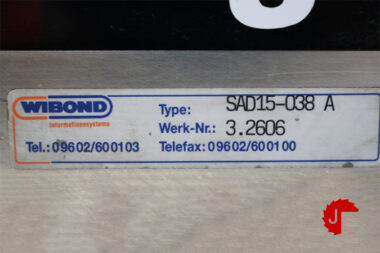 WIBOND
Informationssysteme
Type: SAD15-038 A
Werk-Nr.: 3.2606
Tel.: 09602/600103 Telefax: 09602/600100
J